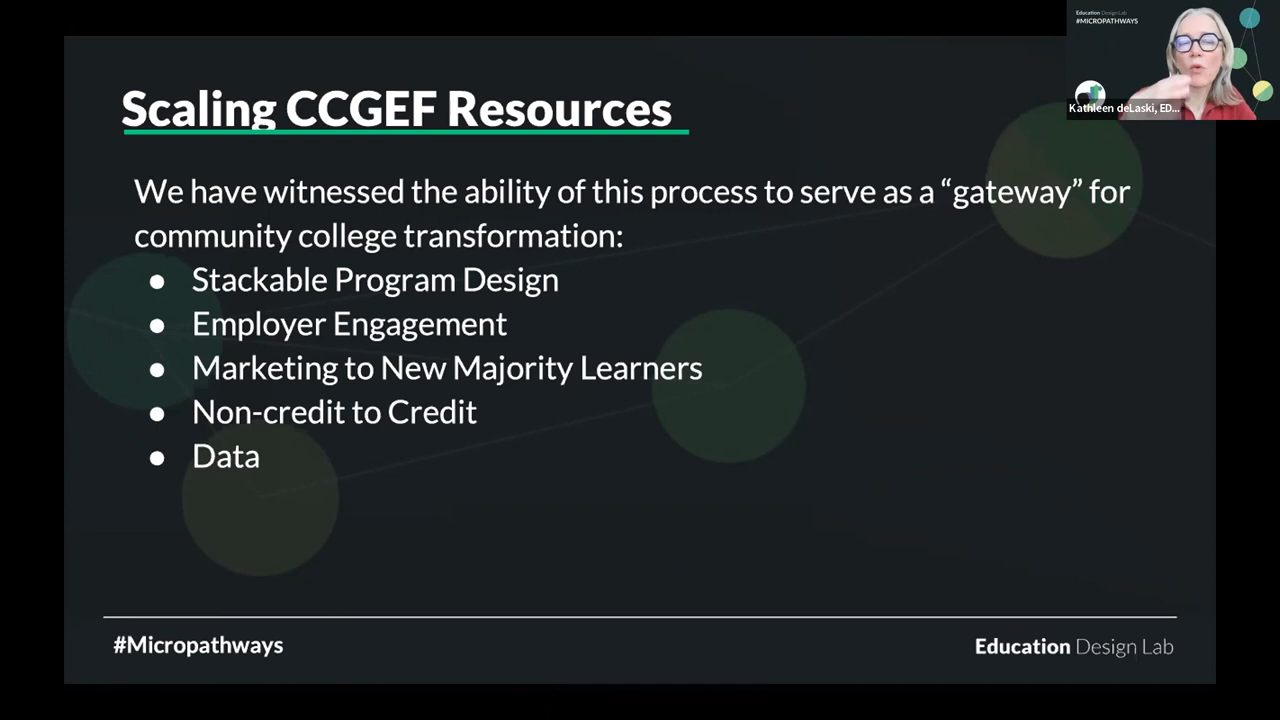 Education Design Lab
#MICROPATHWAYS
Kathleen deLaski, ED...
Scaling CCGEF Resources
We have witnessed the ability of this process to serve as a “gateway” for
community college transformation:
● Stackable Program Design
● Employer Engagement
● Marketing to New Majority Learners
● Non-credit to Credit
● Data
#Micropathways
Education Design Lab